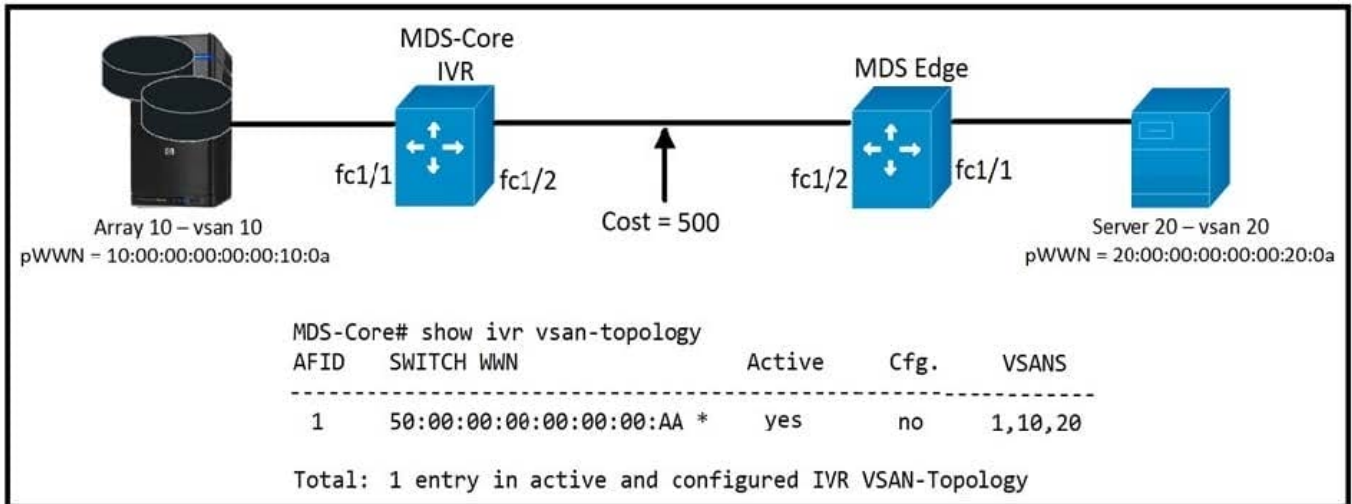 MDS-Core
IVR
MDS Edge
fc1/1
fc1/2
fc1/2
fc1/1
Cost = 500
Array 10 – vsan 10
pWWN = 10:00:00:00:00:00:10:0a
Server 20 – vsan 20
pWWN = 20:00:00:00:00:00:20:0a
MDS-Core# show ivr vsan-topology
AFID SWITCH WWN Active Cfg. VSANS
--------------------------------------------------------------
1 50:00:00:00:00:00:00:AA * yes no 1,10,20
Total: 1 entry in active and configured IVR VSAN-Topology